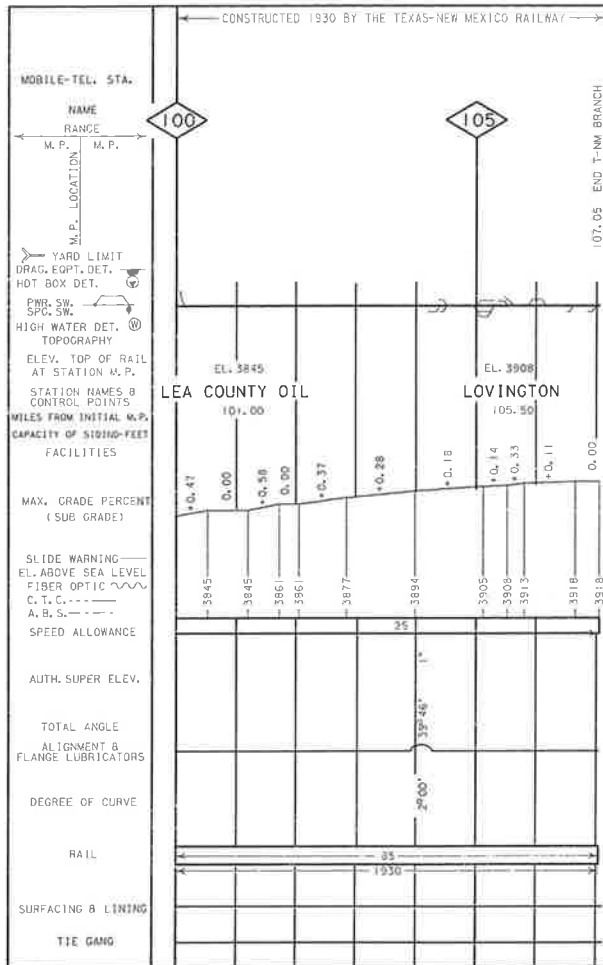 CONSTRUCTED 1930 BY THE TEXAS-NEW MEXICO RAILWAY
MOBILE-TEL. STA.
NAME
RANGE
M.P. M.P.
M.P. LOCATION
100
105
107.05 END T-NM BRANCH
YARD LIMIT
DRAG. EQPT. DET.
HOT BOX DET.
PWR. SW.
SPG. SW.
HIGH WATER DET. W
TOPOGRAPHY
ELEV. TOP OF RAIL
AT STATION M.P.
EL. 3845
EL. 3908
STATION NAMES &
CONTROL POINTS
LEA COUNTY OIL
LOVINGTON
MILES FROM INITIAL M.P.
101.00
105.50
CAPACITY OF SIDING-FEET
FACILITIES
MAX. GRADE PERCENT
(SUB GRADE)
+0.47
0.00
+0.58
0.00
+0.37
+0.28
+0.18
+0.14
+0.33
+0.11
0.00
SLIDE WARNING
EL. ABOVE SEA LEVEL
FIBER OPTIC
C.T.C.
A.B.S.
3845
3845
3861
3861
3877
3894
3905
3908
3913
3918
3918
SPEED ALLOWANCE
25
AUTH. SUPER ELEV.
1"
TOTAL ANGLE
39°46'
ALIGNMENT &
FLANGE LUBRICATORS
DEGREE OF CURVE
2°00'
RAIL
85
1930
SURFACING & LINING
TIE GANG